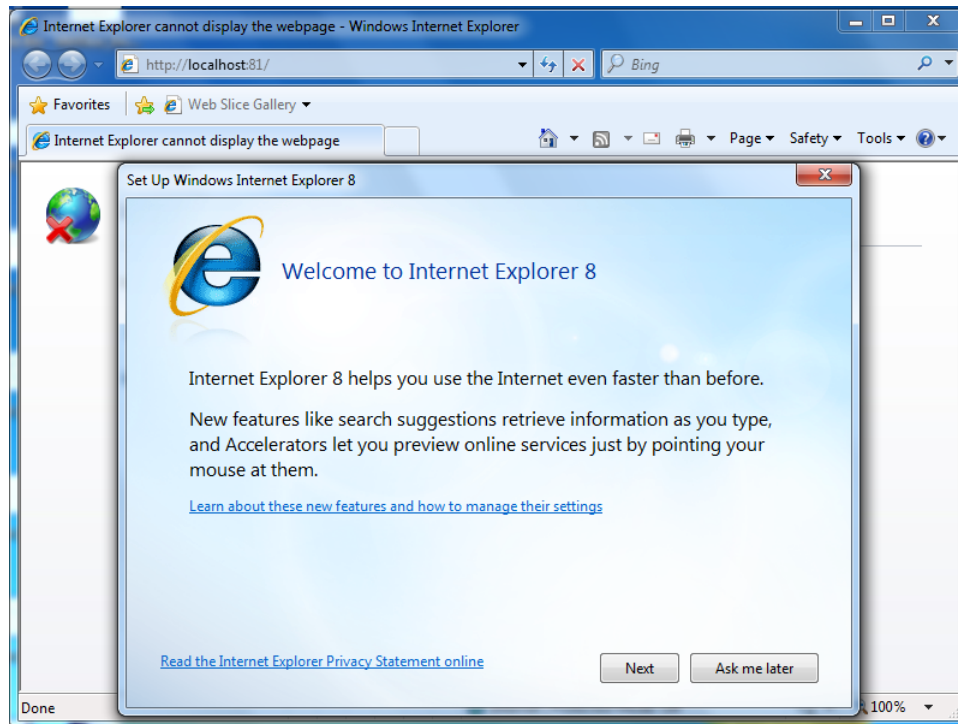 Internet Explorer cannot display the webpage - Windows Internet Explorer
http://localhost:81/
Bing
Favorites
Web Slice Gallery
Internet Explorer cannot display the webpage
Page
Safety
Tools
Set Up Windows Internet Explorer 8
Welcome to Internet Explorer 8
Internet Explorer 8 helps you use the Internet even faster than before.
New features like search suggestions retrieve information as you type,
and Accelerators let you preview online services just by pointing your
mouse at them.
Learn about these new features and how to manage their settings
Read the Internet Explorer Privacy Statement online
Next
Ask me later
Done
100%